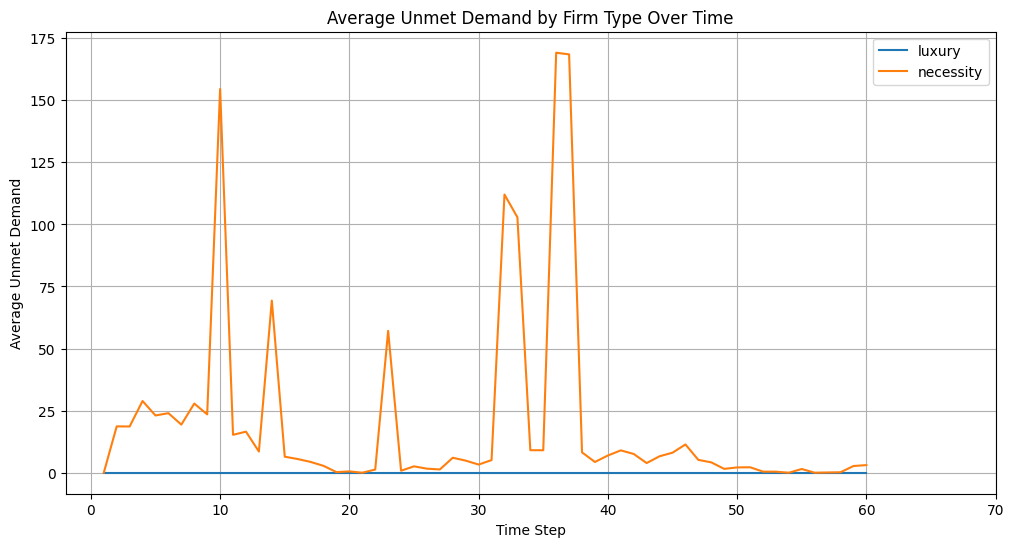 Average Unmet Demand by Firm Type Over Time
luxury
necessity
Average Unmet Demand
175
150
125
100
75
50
25
0
0 10 20 30 40 50 60 70
Time Step